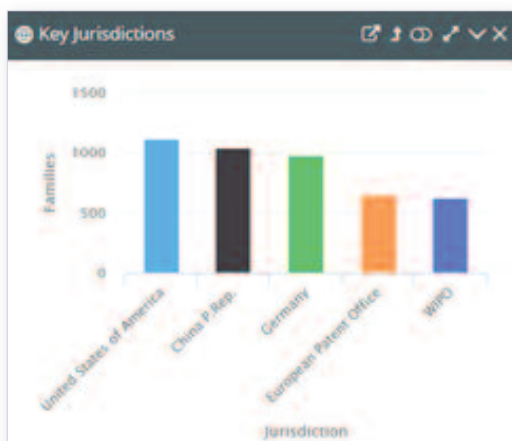 Key Jurisdictions
1500
1000
500
0
Families
United States of America
China P.Rep.
Germany
European Patent Office
WIPO
Jurisdiction